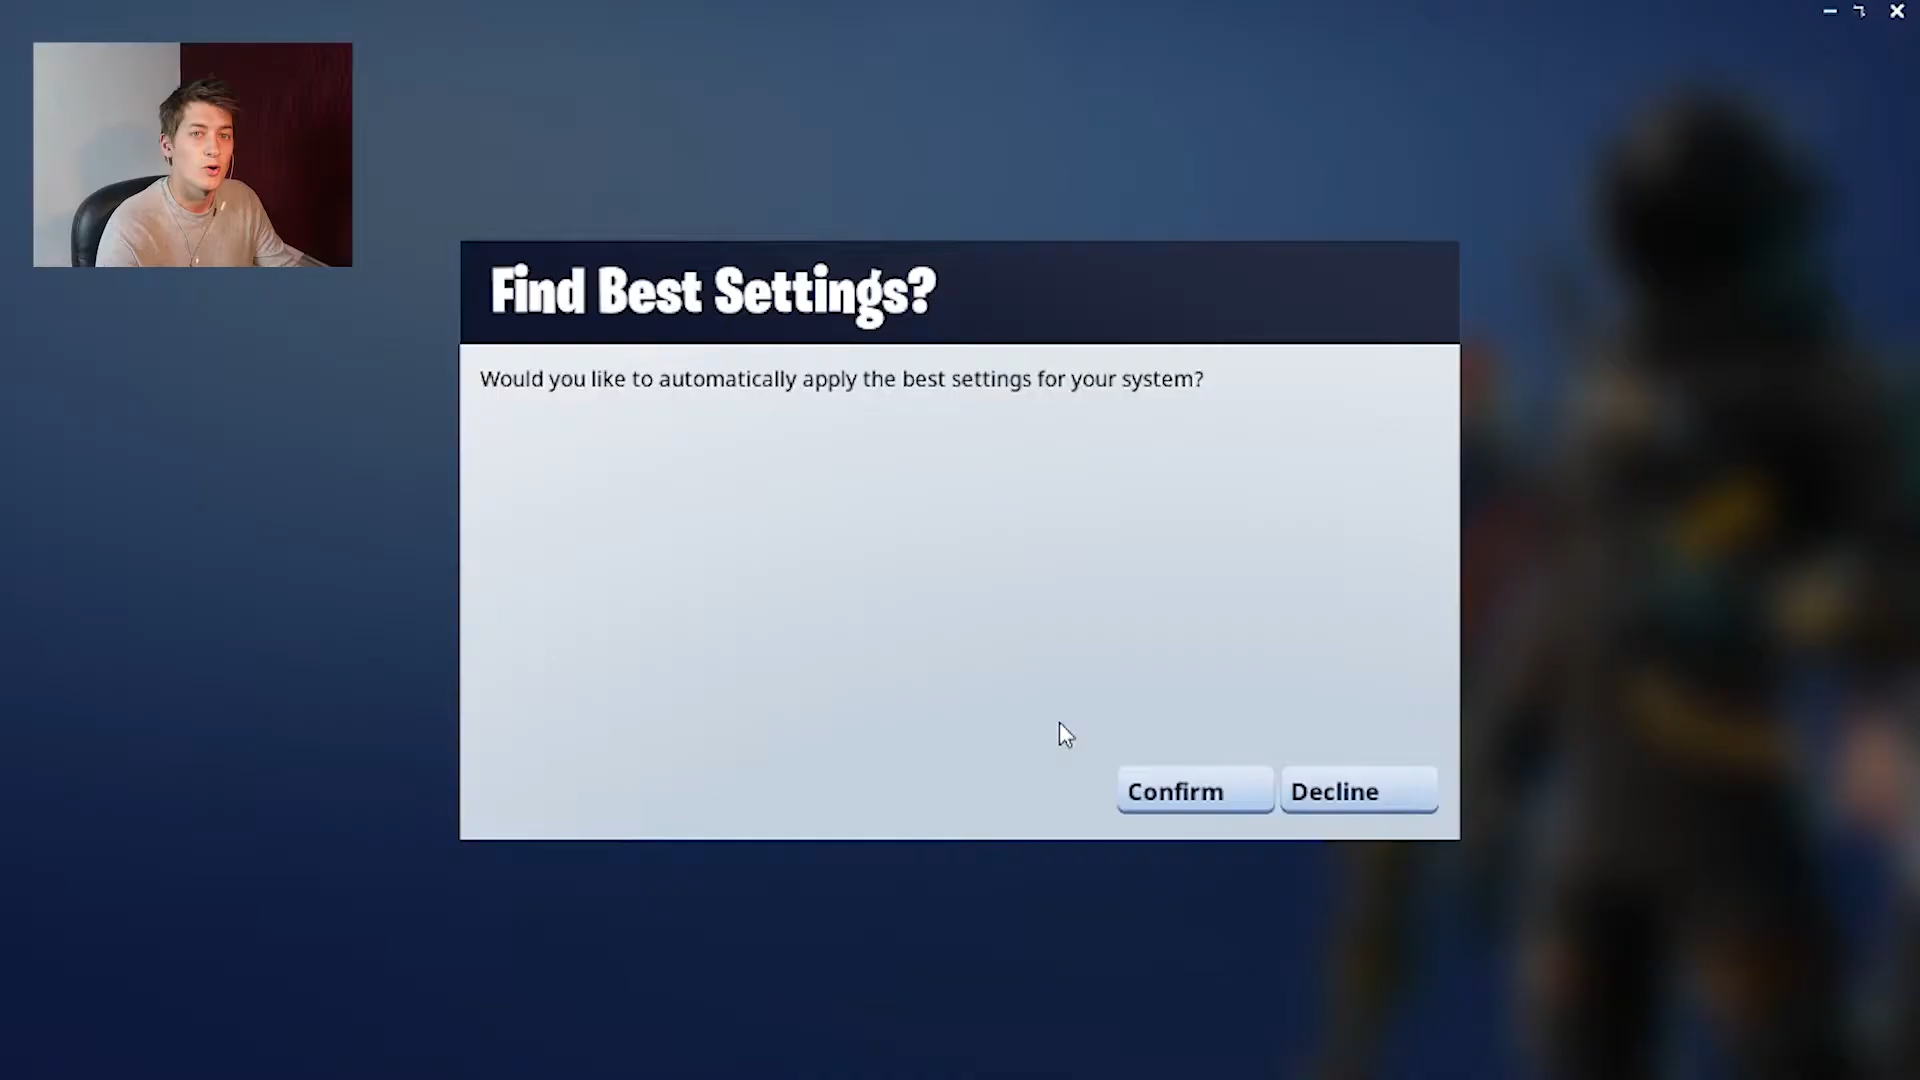 Find Best Settings?
Would you like to automatically apply the best settings for your system?
Confirm
Decline